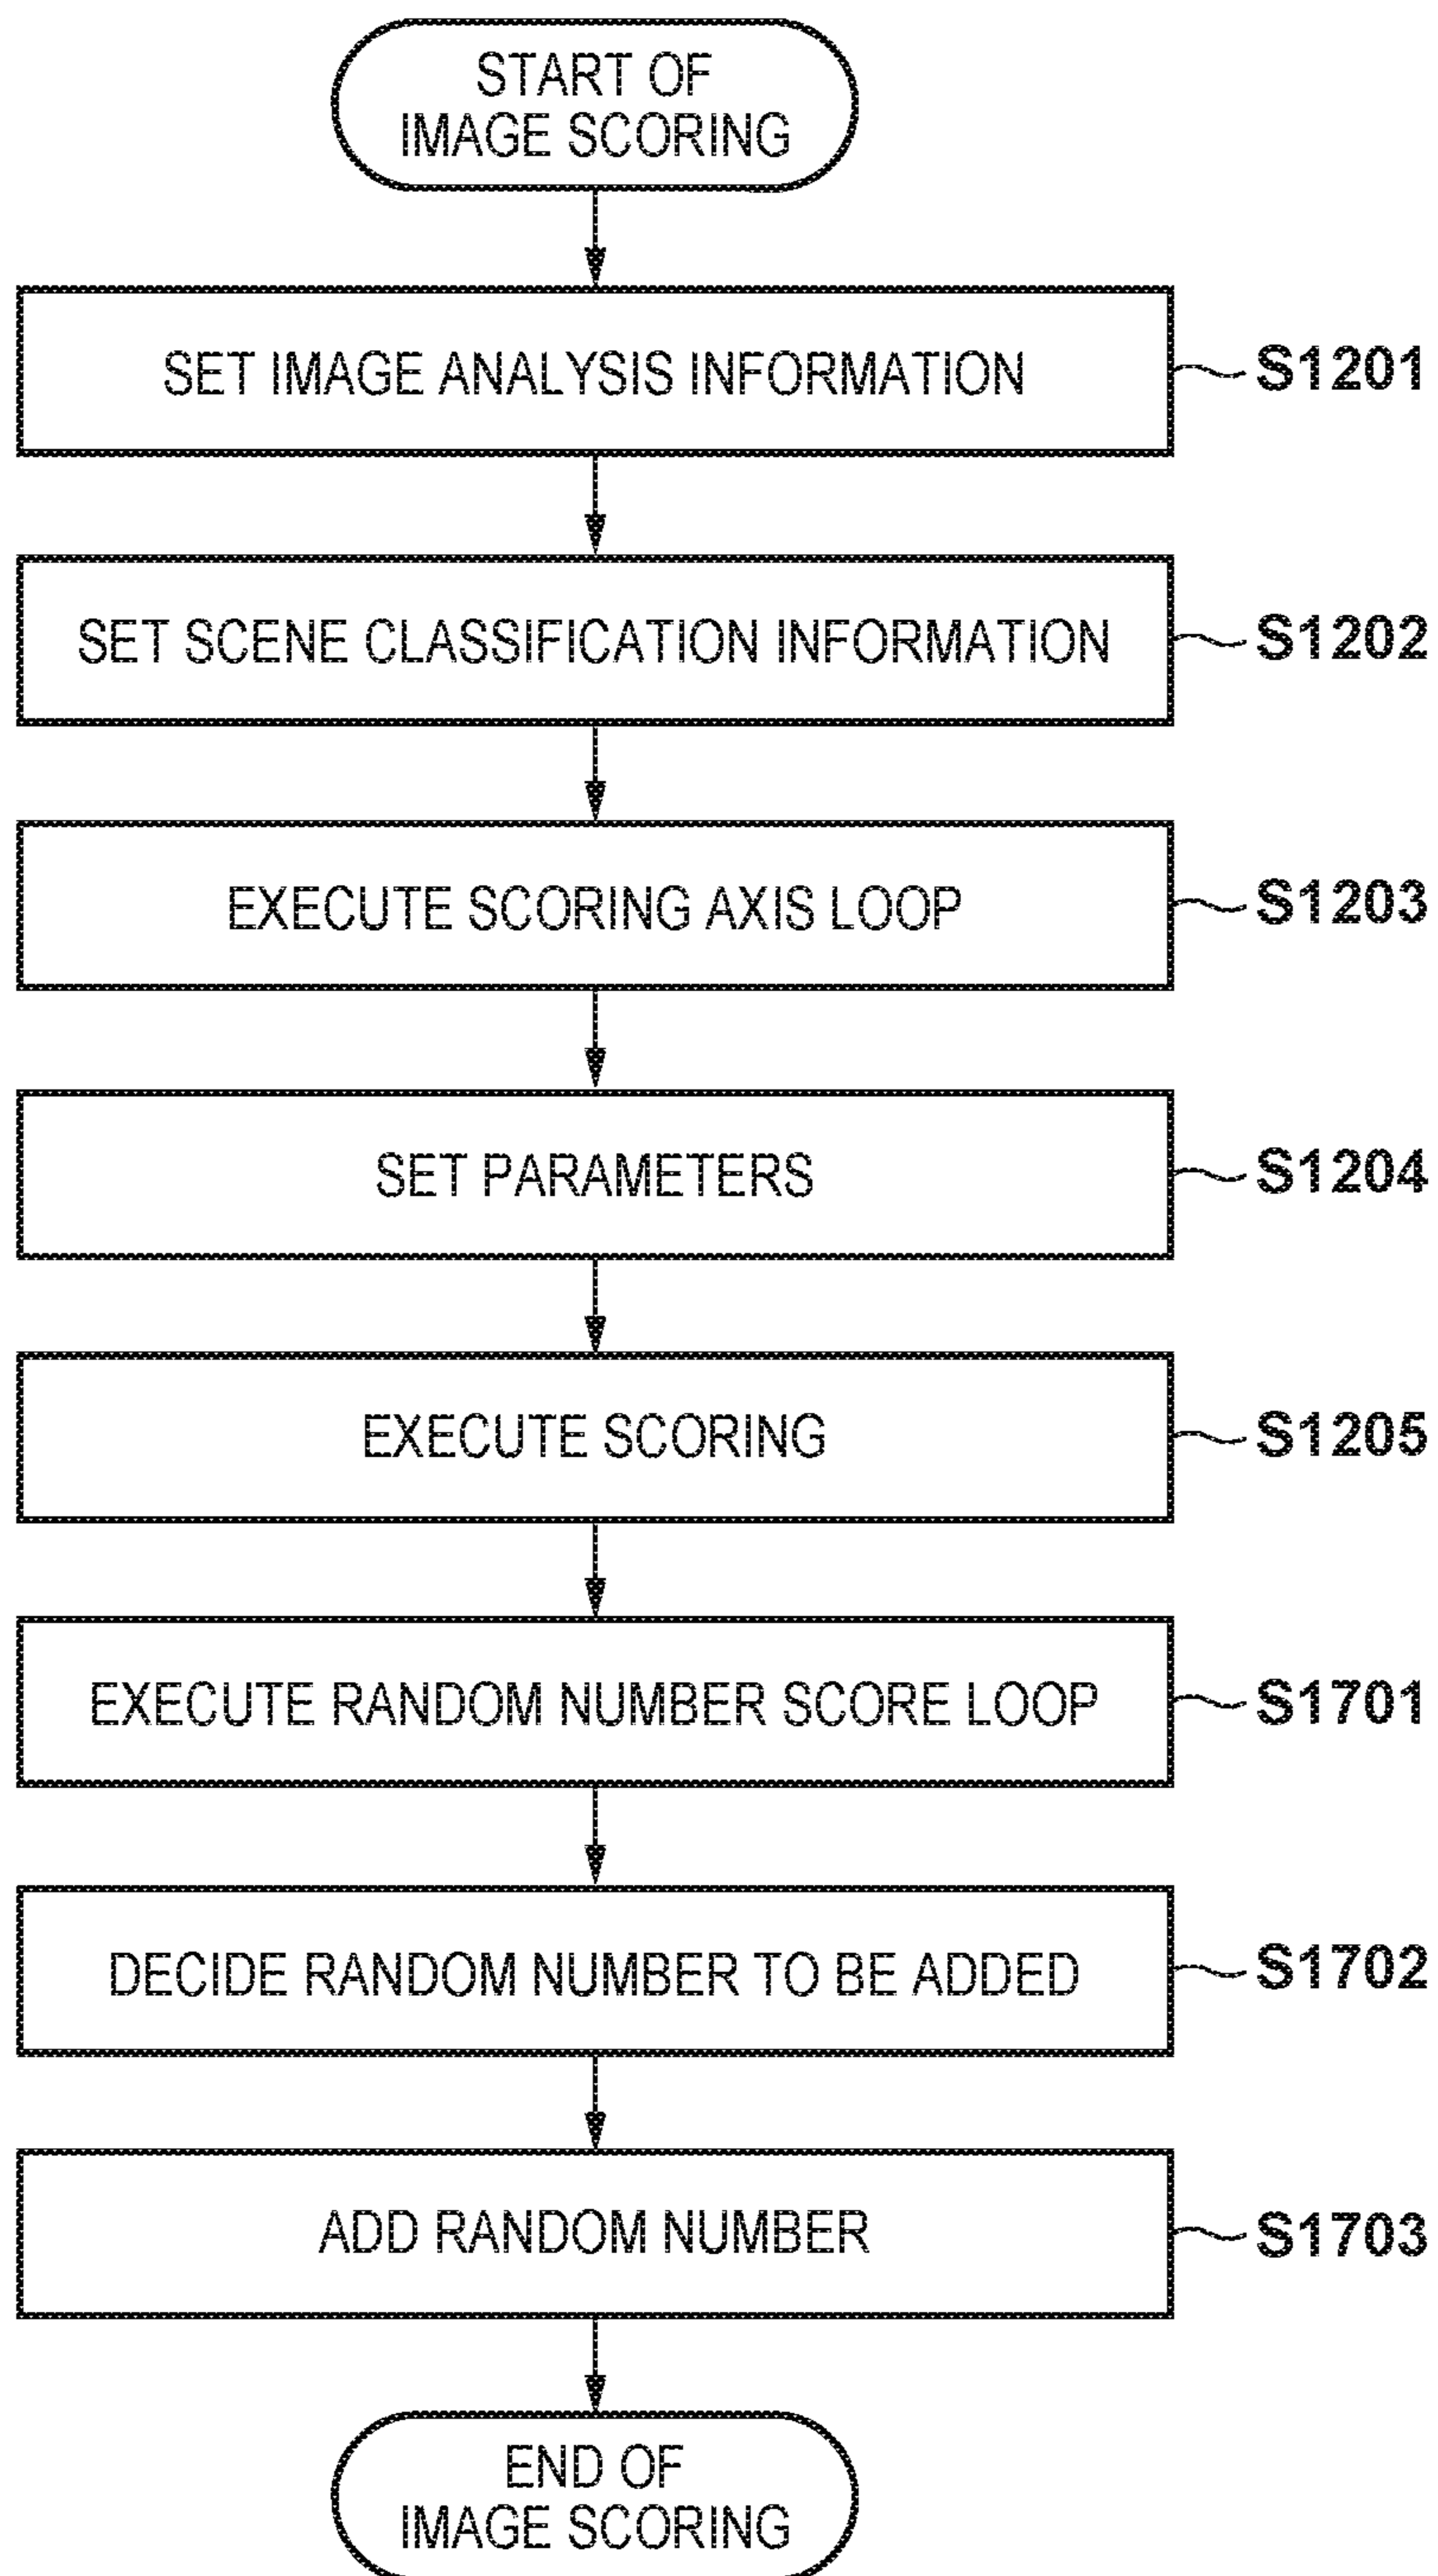 START OF
IMAGE SCORING
SET IMAGE ANALYSIS INFORMATION
S1201
SET SCENE CLASSIFICATION INFORMATION
S1202
EXECUTE SCORING AXIS LOOP
S1203
SET PARAMETERS
S1204
EXECUTE SCORING
S1205
EXECUTE RANDOM NUMBER SCORE LOOP
S1701
DECIDE RANDOM NUMBER TO BE ADDED
S1702
ADD RANDOM NUMBER
S1703
END OF
IMAGE SCORING